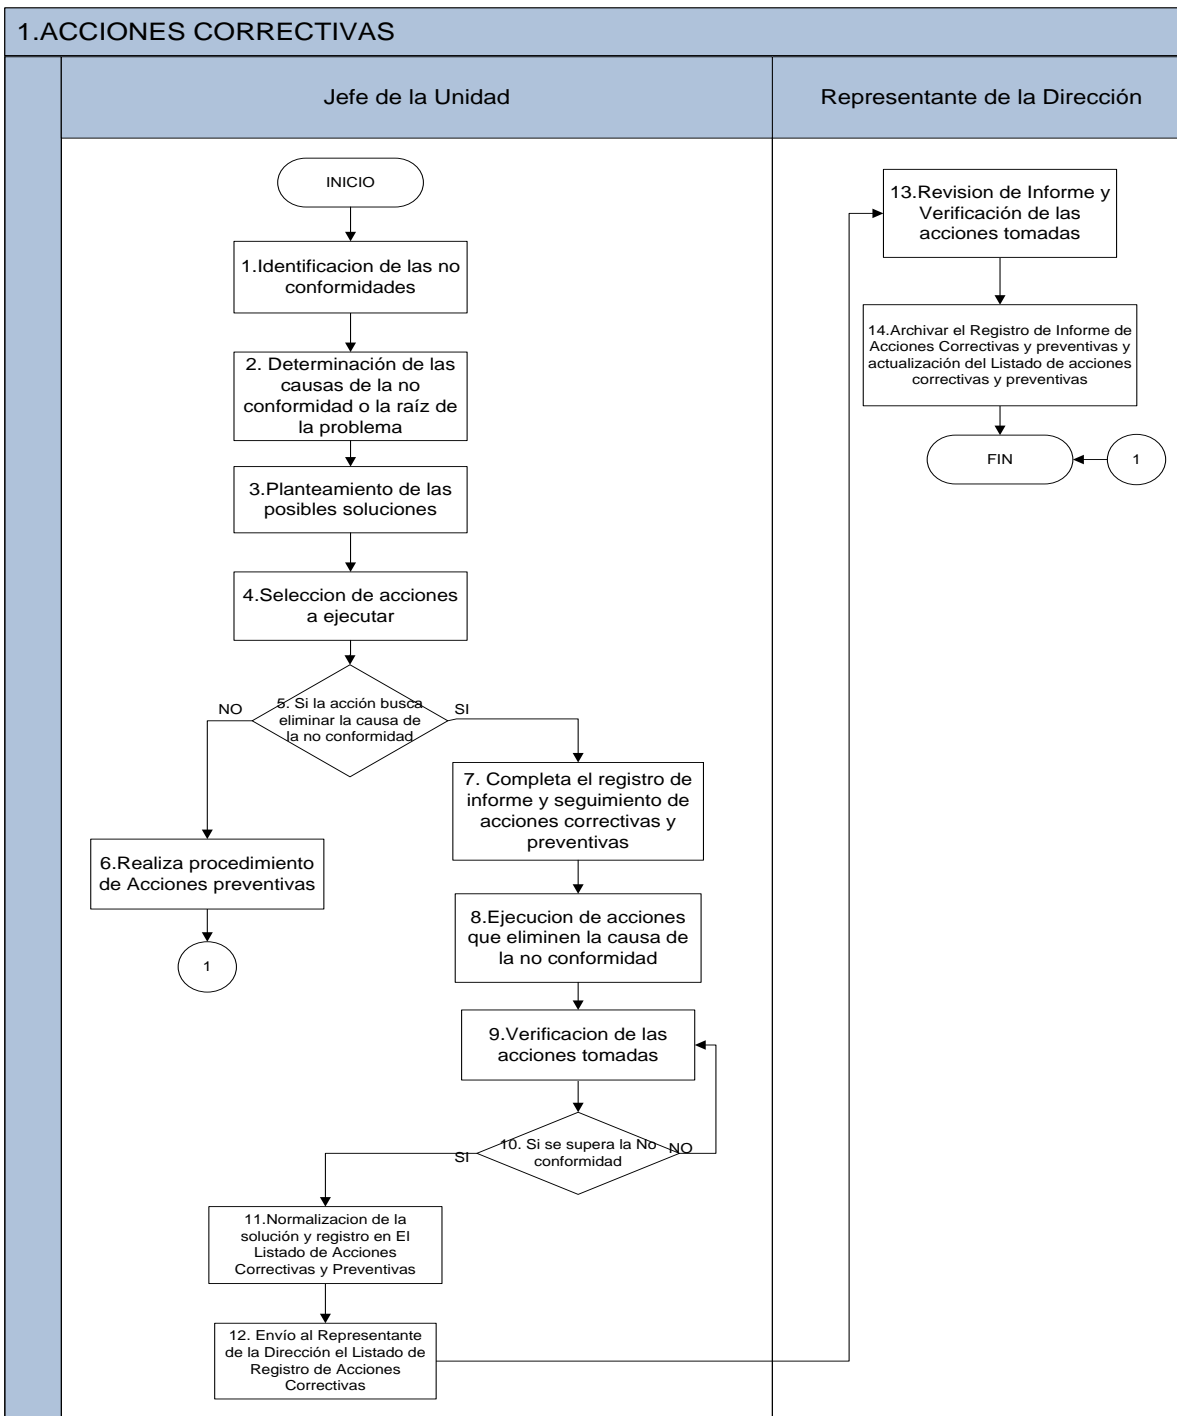 1.ACCIONES CORRECTIVAS
Jefe de la Unidad
Representante de la Dirección
INICIO
1.Identificacion de las no
conformidades
2. Determinación de las
causas de la no
conformidad o la raíz de
la problema
3.Planteamiento de las
posibles soluciones
4.Seleccion de acciones
a ejecutar
5. Si la acción busca
eliminar la causa de
la no conformidad
NO
SI
6.Realiza procedimiento
de Acciones preventivas
1
7. Completa el registro de
informe y seguimiento de
acciones correctivas y
preventivas
8.Ejecucion de acciones
que eliminen la causa de
la no conformidad
9.Verificacion de las
acciones tomadas
10. Si se supera la No
conformidad
NO
SI
11.Normalizacion de la
solución y registro en El
Listado de Acciones
Correctivas y Preventivas
12. Envío al Representante
de la Dirección el Listado de
Registro de Acciones
Correctivas
13.Revision de Informe y
Verificación de las
acciones tomadas
14.Archivar el Registro de Informe de
Acciones Correctivas y preventivas y
actualización del Listado de acciones
correctivas y preventivas
FIN
1